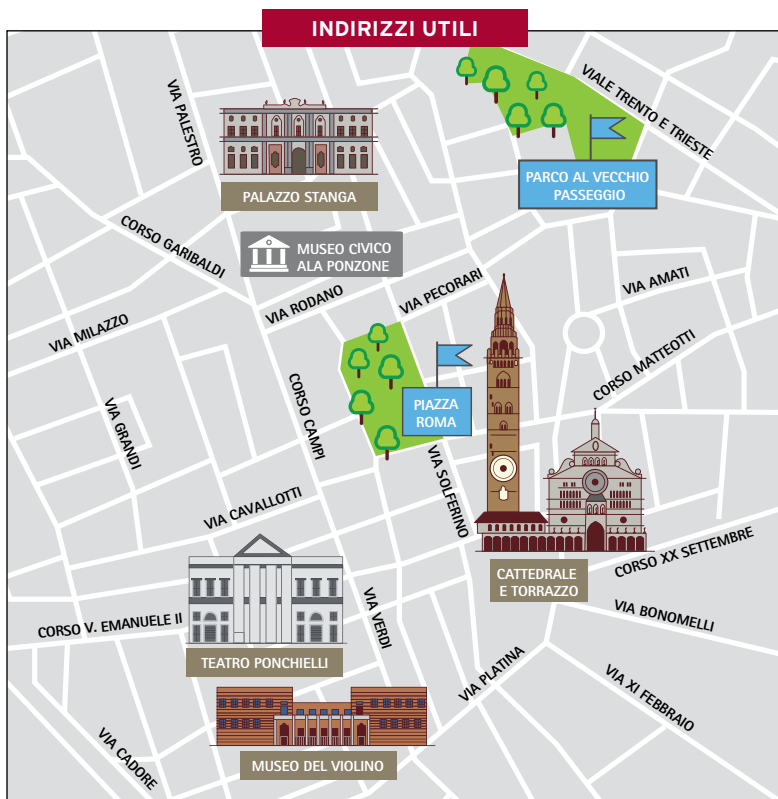 INDIRIZZI UTILI
VIA PALESTRO
VIALE TRENTO E TRIESTE
PALAZZO STANGA
PARCO AL VECCHIO
PASSEGGIO
CORSO GARIBALDI
MUSEO CIVICO
ALA PONZONE
VIA AMATI
VIA PECORARI
VIA RODANO
VIA MILAZZO
CORSO MATTEOTTI
CORSO CAMPI
PIAZZA
ROMA
VIA GRANDI
VIA SOLFERINO
VIA CAVALLOTTI
CORSO XX SETTEMBRE
CATTEDRALE
E TORRAZZO
VIA BONOMELLI
CORSO V. EMANUELE II
VIA VERDI
TEATRO PONCHIELLI
VIA PLATINA
VIA XI FEBBRAIO
VIA CADORE
MUSEO DEL VIOLINO